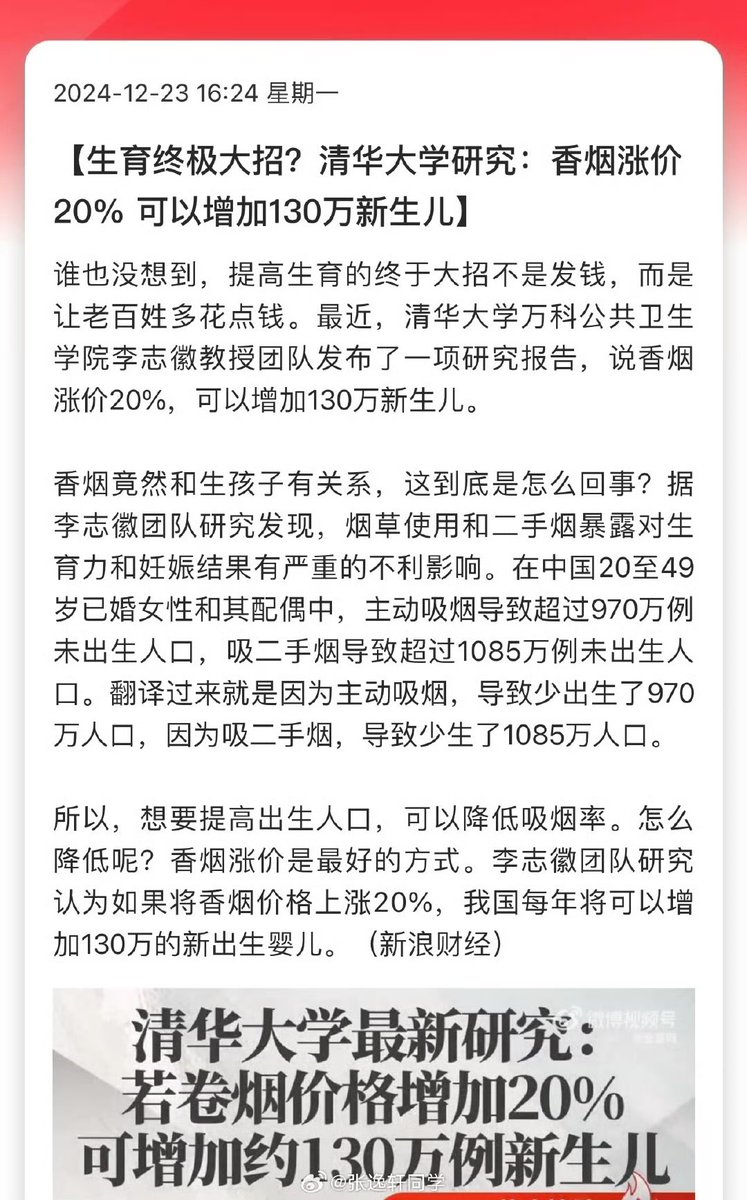 2024-12-23 16:24 星期一
【生育终极大招？清华大学研究：香烟涨价
20% 可以增加130万新生儿】
谁也没想到，提高生育的终于大招不是发钱，而是
让老百姓多花点钱。最近，清华大学万科公共卫生
学院李志徽教授团队发布了一项研究报告，说香烟
涨价20%，可以增加130万新生儿。
香烟竟然和生孩子有关系，这到底是怎么回事？据
李志徽团队研究发现，烟草使用和二手烟暴露对生
育力和妊娠结果有严重的不利影响。在中国20至49
岁已婚女性和其配偶中，主动吸烟导致超过970万例
未出生人口，吸二手烟导致超过1085万例未出生人
口。翻译过来就是因为主动吸烟，导致少出生了970
万人口，因为吸二手烟，导致少生了1085万人口。
所以，想要提高出生人口，可以降低吸烟率。怎么
降低呢？香烟涨价是最好的方式。李志徽团队研究
认为如果将香烟价格上涨20%，我国每年将可以增
加130万的新出生婴儿。（新浪财经）
微博视频号
清华大学最新研究：
若卷烟价格增加20%
可增加约130万例新生儿
@张逸轩同学